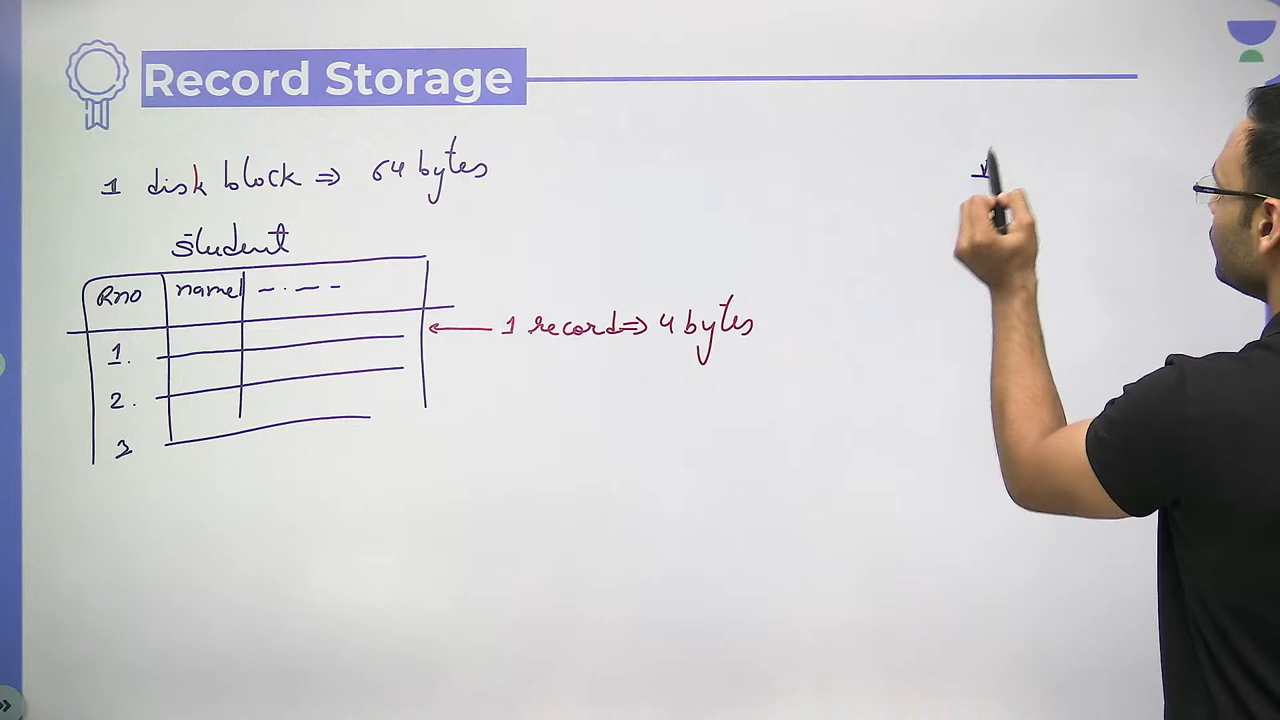 Record Storage
1 disk block ⇒ 64 bytes
student
Rno name - . - -
1.
← 1 record ⇒ 4 bytes
2.
3